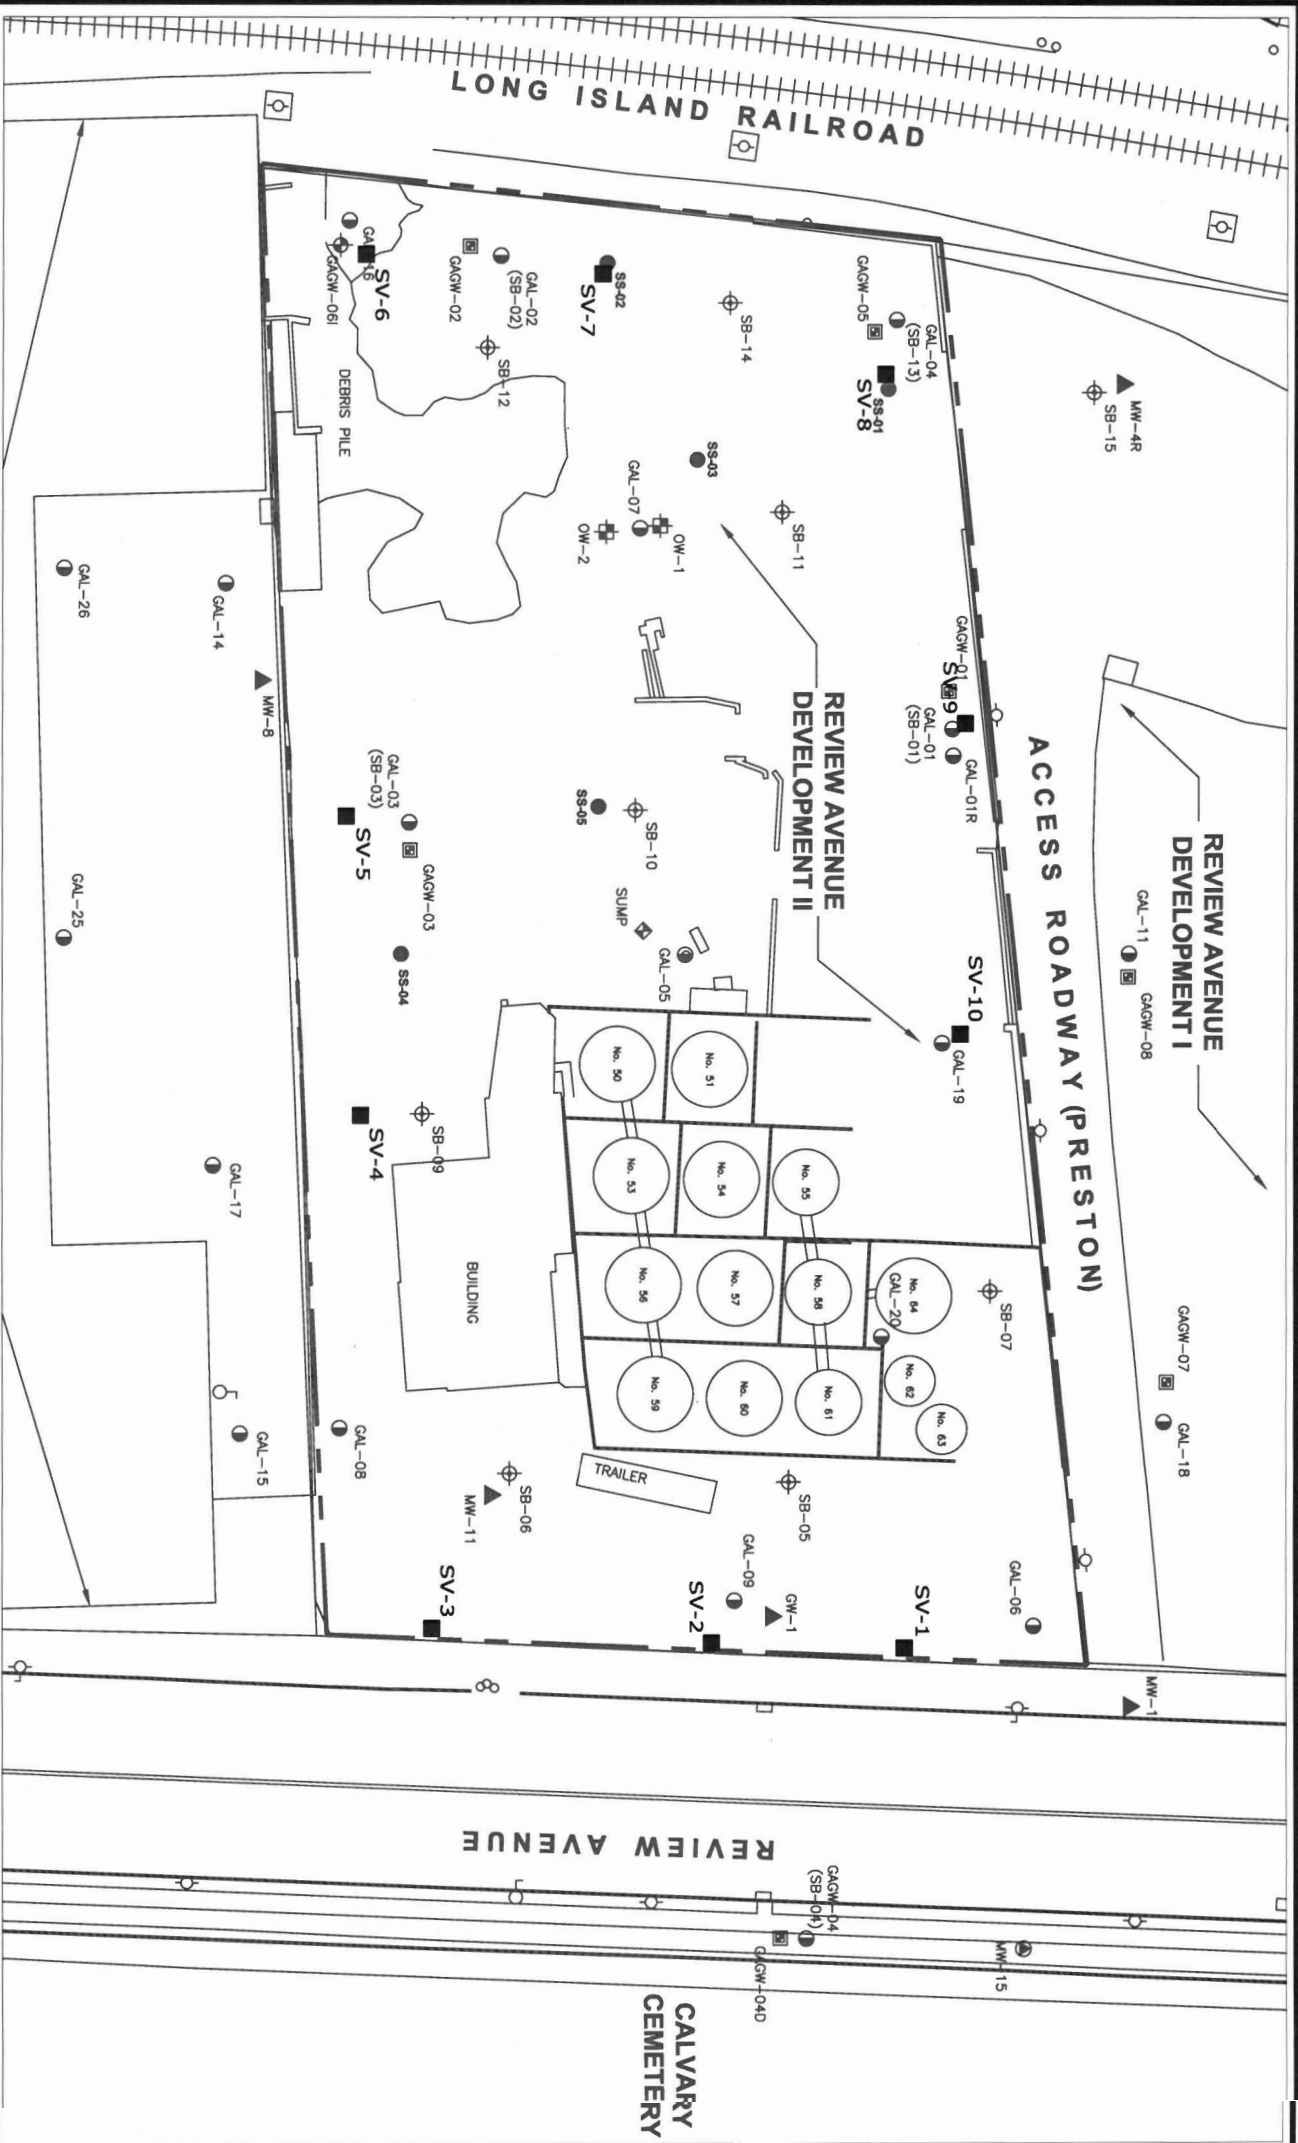 LONG ISLAND RAILROAD
GAGW-06I
SV-6
GAGW-02
GAL-02
(SB-02)
SB-12
SS-02
SV-7
SB-14
GAGW-05
GAL-04
(SB-13)
SS-01
SV-8
MW-4R
SB-15
DEBRIS PILE
SS-03
GAL-07
OW-1
OW-2
SB-11
GAL-26
GAL-14
MW-8
GAGW-01
SV-9
GAL-01
(SB-01)
GAL-01R
REVIEW AVENUE
DEVELOPMENT II
ACCESS ROADWAY (PRESTON)
REVIEW AVENUE
DEVELOPMENT I
GAL-03
(SB-03)
SV-5
GAGW-03
SS-04
SS-05
SB-10
SUMP
GAL-05
GAL-25
SV-10
GAL-19
GAL-11
GAGW-08
No. 50
No. 51
No. 53
No. 54
No. 55
No. 56
No. 57
No. 58
No. 64
GAL-20
No. 59
No. 60
No. 61
No. 62
No. 63
SB-09
SV-4
GAL-17
BUILDING
SB-07
GAGW-07
GAL-18
GAL-15
GAL-08
SB-06
MW-11
TRAILER
SB-05
GAL-09
GW-1
GAL-06
SV-3
SV-2
SV-1
MW-1
REVIEW AVENUE
GAGW-04
(SB-04)
GAGW-04D
MW-15
CALVARY
CEMETERY